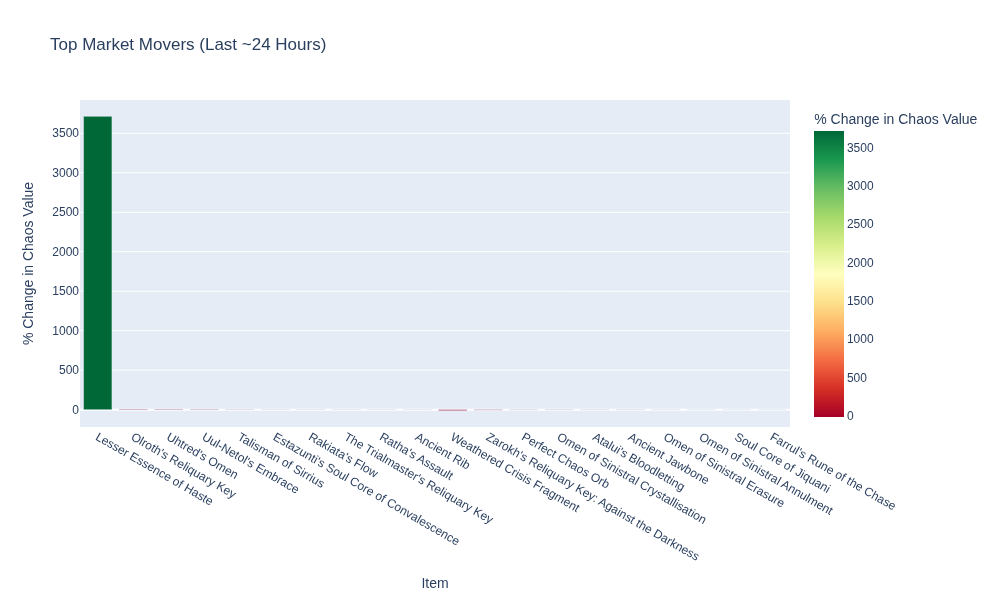 Top Market Movers (Last ~24 Hours)
% Change in Chaos Value
3500
3000
2500
2000
1500
1000
500
0
% Change in Chaos Value
3500
3000
2500
2000
1500
1000
500
0
Lesser Essence of Haste
Olroth's Reliquary Key
Uhtred's Omen
Uul-Netol's Embrace
Talisman of Sirrius
Estazunti's Soul Core of Convalescence
Rakiata's Flow
The Trialmaster's Reliquary Key
Ratha's Assault
Ancient Rib
Weathered Crisis Fragment
Zarokh's Reliquary Key: Against the Darkness
Perfect Chaos Orb
Omen of Sinistral Crystallisation
Atalui's Bloodletting
Ancient Jawbone
Omen of Sinistral Erasure
Omen of Sinistral Annulment
Soul Core of Jiquani
Farrul's Rune of the Chase
Item